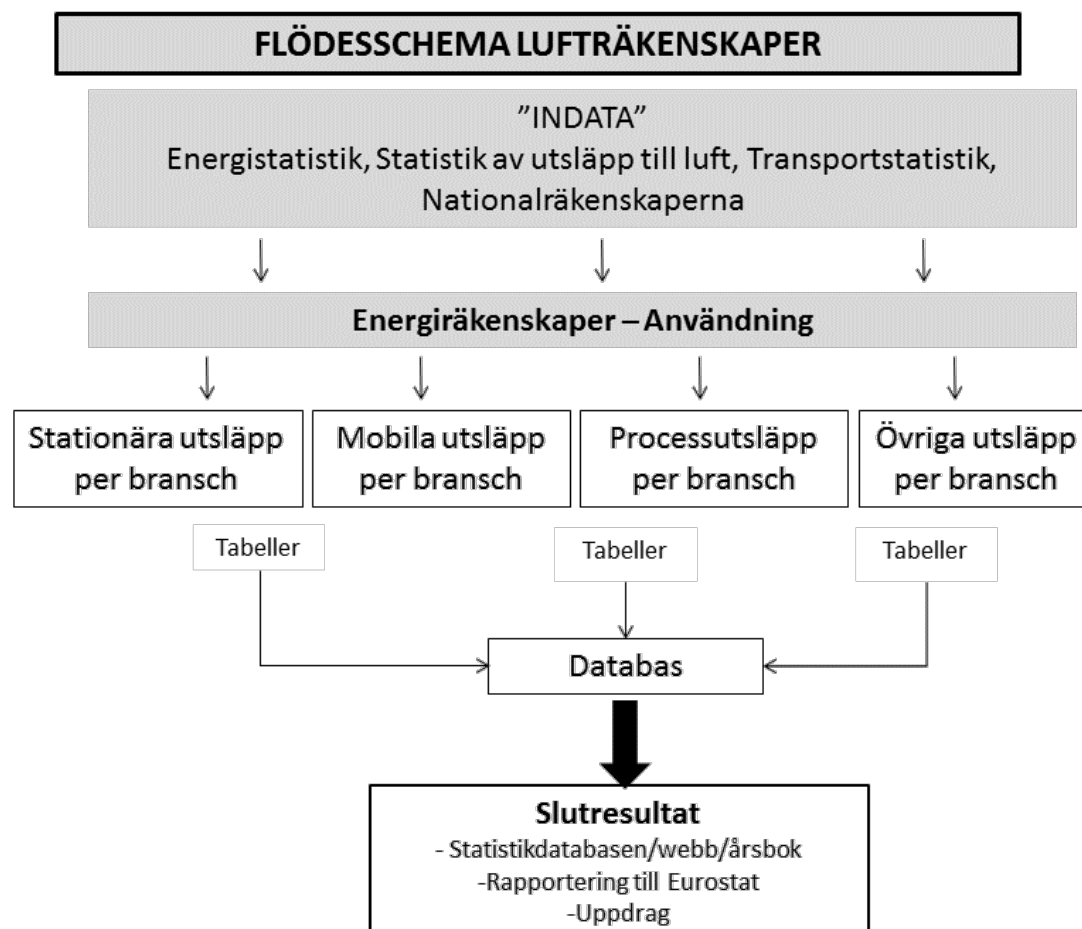 FLÖDESSCHEMA LUFTRÄKENSKAPER
”INDATA”
Energistatistik, Statistik av utsläpp till luft, Transportstatistik,
Nationalräkenskaperna
Energiräkenskaper – Användning
Stationära utsläpp
per bransch
Mobila utsläpp
per bransch
Processutsläpp
per bransch
Övriga utsläpp
per bransch
Tabeller
Tabeller
Tabeller
Databas
Slutresultat
- Statistikdatabasen/webb/årsbok
-Rapportering till Eurostat
-Uppdrag